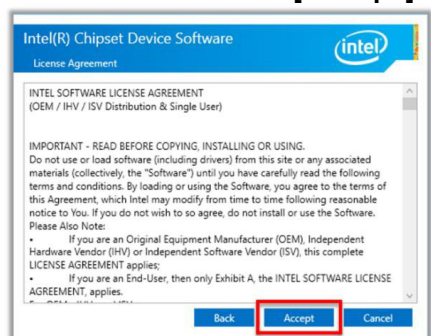 Intel(R) Chipset Device Software
intel
License Agreement
INTEL SOFTWARE LICENSE AGREEMENT
(OEM / IHV / ISV Distribution & Single User)
IMPORTANT - READ BEFORE COPYING, INSTALLING OR USING.
Do not use or load software (including drivers) from this site or any associated
materials (collectively, the "Software") until you have carefully read the following
terms and conditions. By loading or using the Software, you agree to the terms of
this Agreement, which Intel may modify from time to time following reasonable
notice to You. If you do not wish to so agree, do not install or use the Software.
Please Also Note:
• If you are an Original Equipment Manufacturer (OEM), Independent
Hardware Vendor (IHV) or Independent Software Vendor (ISV), this complete
LICENSE AGREEMENT applies;
• If you are an End-User, then only Exhibit A, the INTEL SOFTWARE LICENSE
AGREEMENT, applies.
Back Accept Cancel